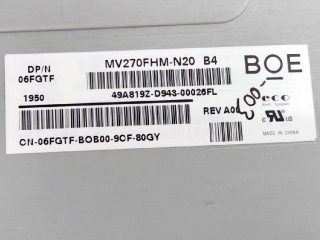 DP/N
06FGTF
MV270FHM-N20 B4
BOE
1950
49A819Z-D943-00026FL
REV A00
eco
CN-06FGTF-BOB00-9CF-80GY
MADE IN CHINA